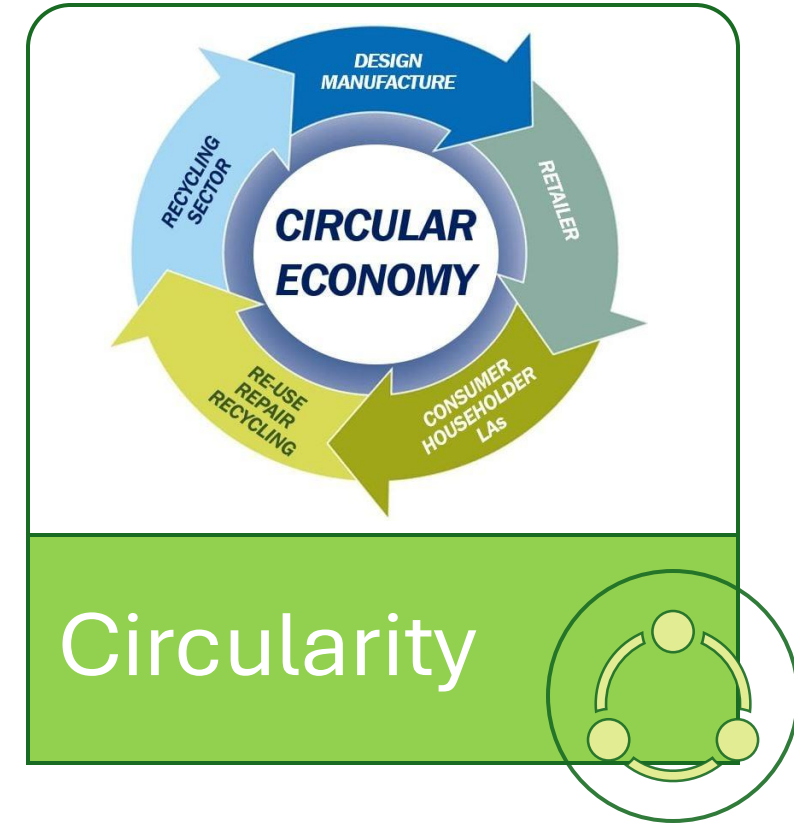 DESIGN
MANUFACTURE
RETAILER
CONSUMER
HOUSEHOLDER
LAs
RE-USE
REPAIR
RECYCLING
RECYCLING
SECTOR
CIRCULAR
ECONOMY
Circularity